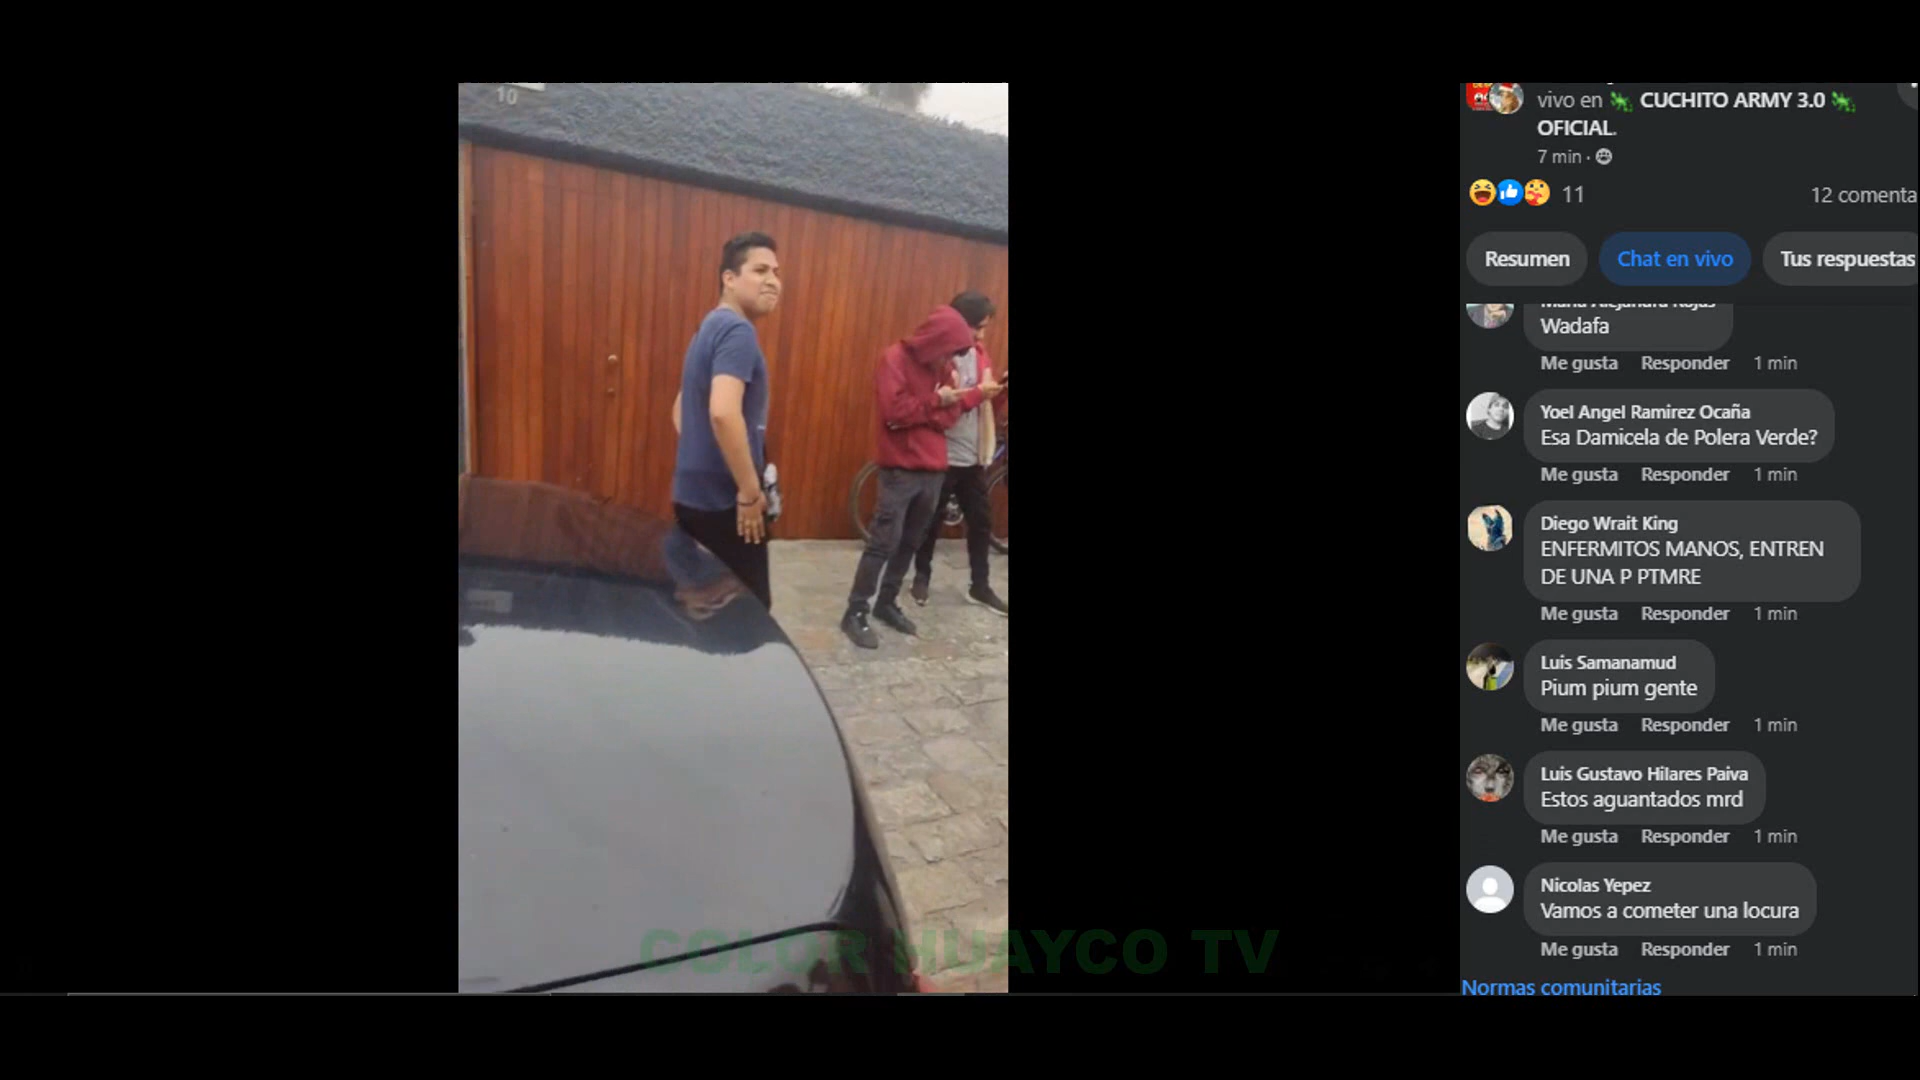 10
vivo en CUCHITO ARMY 3.0
OFICIAL.
7 min ·
11
12 comenta
Resumen
Chat en vivo
Tus respuestas
Maria Alejandra Rojas
Wadafa
Me gusta Responder 1 min
Yoel Angel Ramirez Ocaña
Esa Damicela de Polera Verde?
Me gusta Responder 1 min
Diego Wrait King
ENFERMITOS MANOS, ENTREN
DE UNA P PTMRE
Me gusta Responder 1 min
Luis Samanamud
Pium pium gente
Me gusta Responder 1 min
Luis Gustavo Hilares Paiva
Estos aguantados mrd
Me gusta Responder 1 min
Nicolas Yepez
Vamos a cometer una locura
Me gusta Responder 1 min
Normas comunitarias
COLOR HUAYCO TV